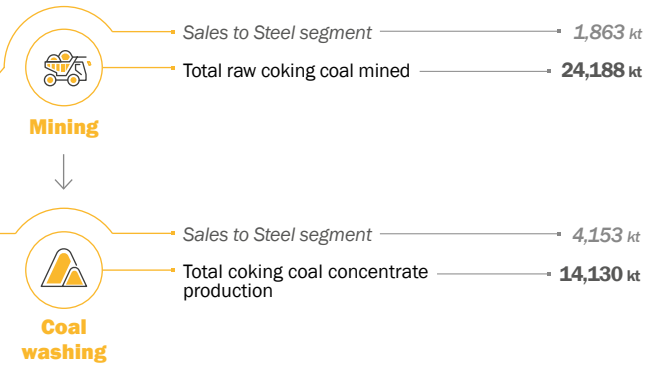 Sales to Steel segment 1,863 kt
Total raw coking coal mined 24,188 kt
Mining
Sales to Steel segment 4,153 kt
Total coking coal concentrate 14,130 kt
production
Coal
washing